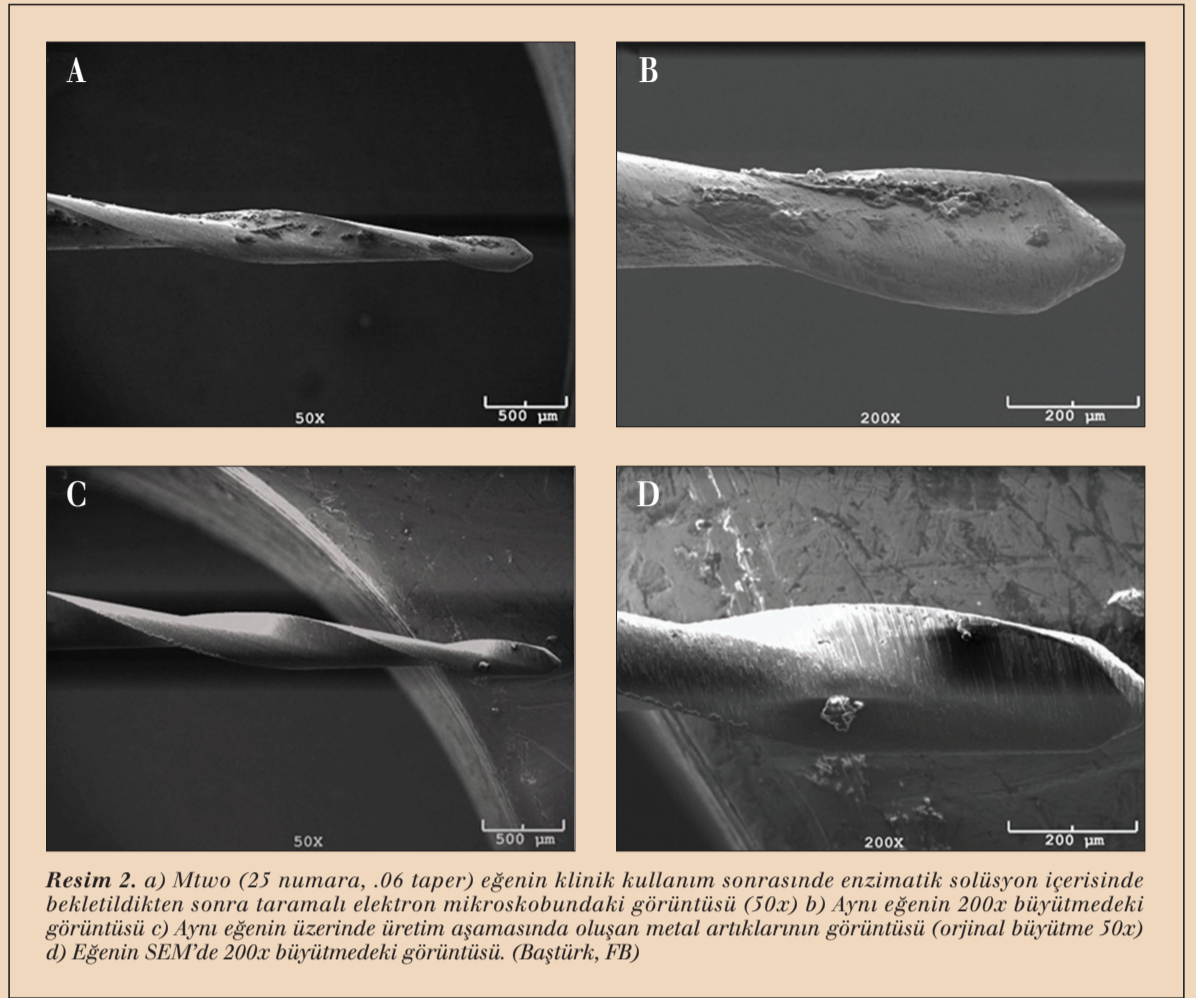 A
B
50X
500 µm
200X
200 µm
C
D
50X
500 µm
200X
200 µm
Resim 2. a) Mtwo (25 numara, .06 taper) eğenin klinik kullanım sonrasınde enzimatik solüsyon içerisinde
bekletildikten sonra taramalı elektron mikroskobundaki görüntüsü (50x) b) Aynı eğenin 200x büyütmedeki
görüntüsü c) Aynı eğenin üzerinde üretim aşamasında oluşan metal artıklarının görüntüsü (orjinal büyütme 50x)
d) Eğenin SEM'de 200x büyütmedeki görüntüsü. (Baştürk, FB)